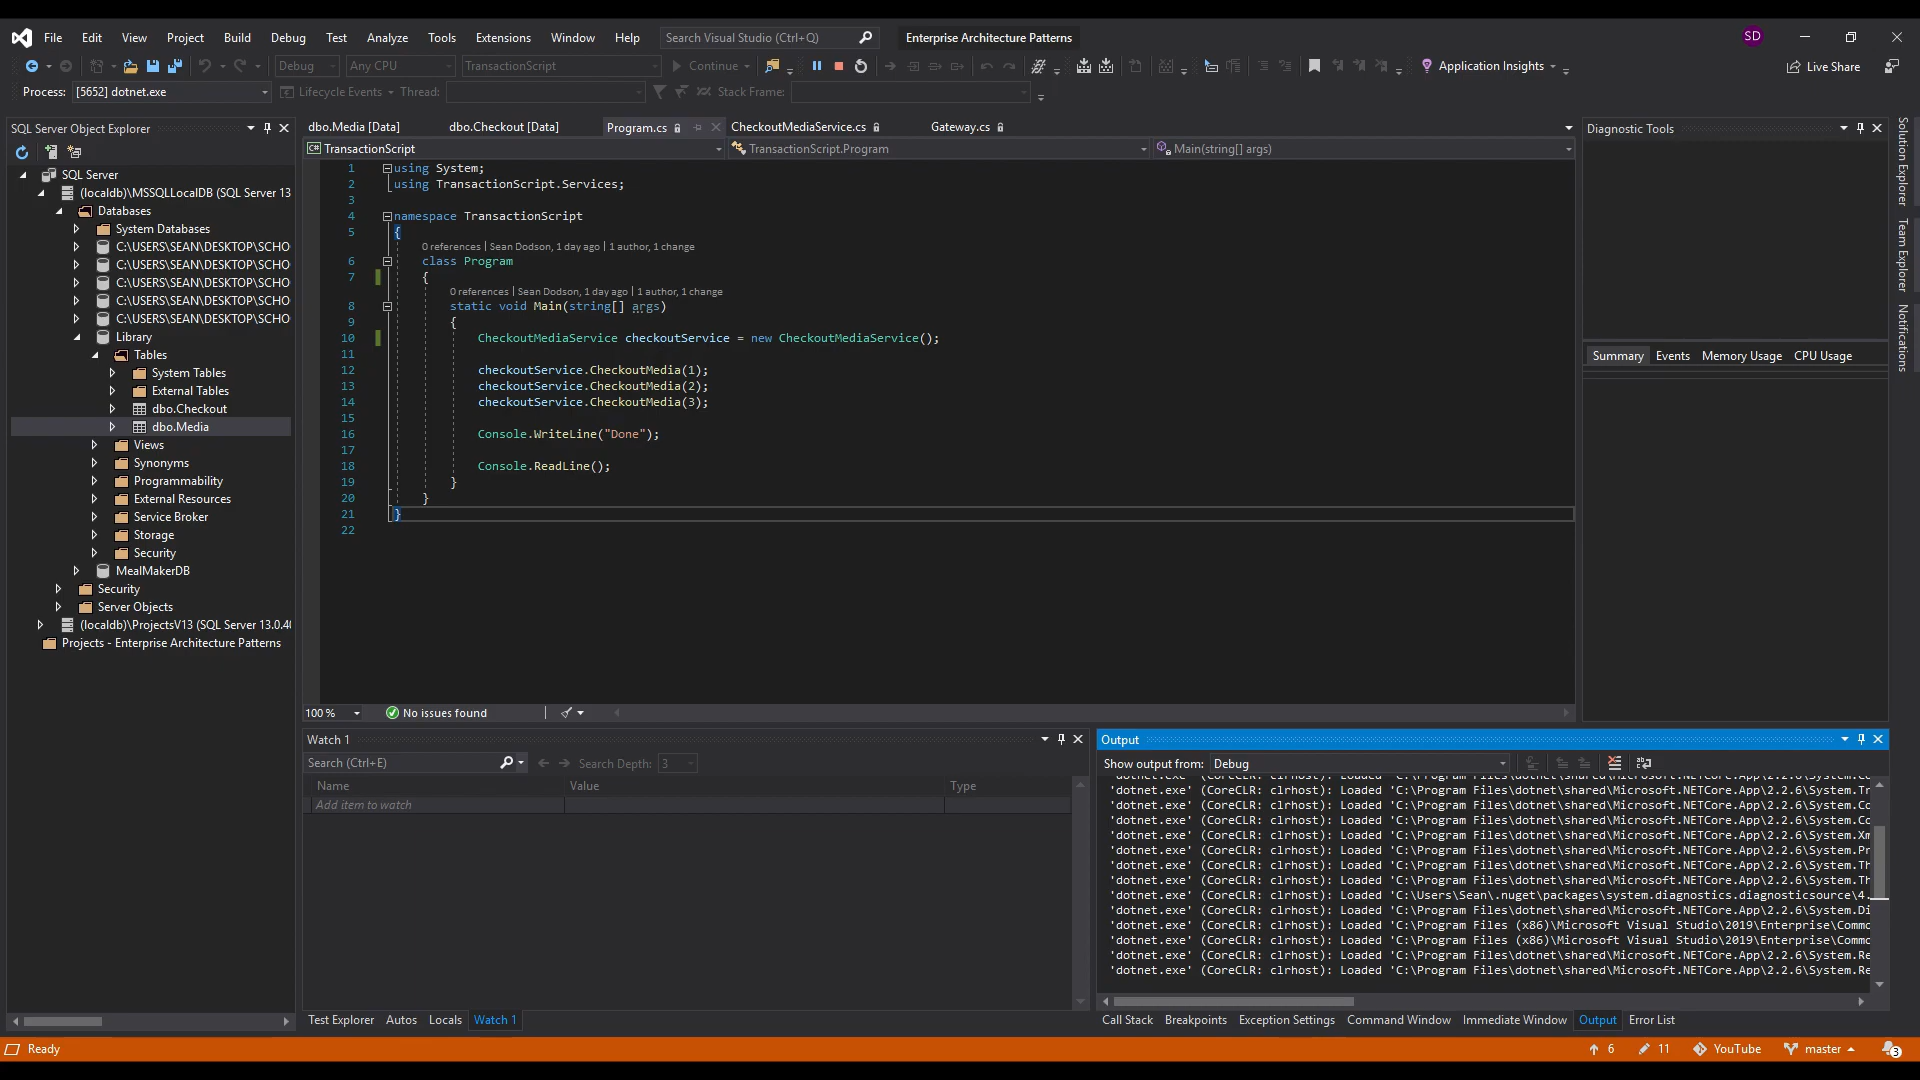 File Edit View Project Build Debug Test Analyze Tools Extensions Window Help Search Visual Studio (Ctrl+Q) Enterprise Architecture Patterns SD
Debug Any CPU TransactionScript Continue Application Insights Live Share
Process: [5652] dotnet.exe Lifecycle Events Thread: Stack Frame:
SQL Server Object Explorer
SQL Server
(localdb)\MSSQLLocalDB (SQL Server 13
Databases
System Databases
C:\USERS\SEAN\DESKTOP\SCHO
C:\USERS\SEAN\DESKTOP\SCHO
C:\USERS\SEAN\DESKTOP\SCHO
C:\USERS\SEAN\DESKTOP\SCHO
C:\USERS\SEAN\DESKTOP\SCHO
Library
Tables
System Tables
External Tables
dbo.Checkout
dbo.Media
Views
Synonyms
Programmability
External Resources
Service Broker
Storage
Security
MealMakerDB
Security
Server Objects
(localdb)\ProjectsV13 (SQL Server 13.0.40
Projects - Enterprise Architecture Patterns
dbo.Media [Data] dbo.Checkout [Data] Program.cs CheckoutMediaService.cs Gateway.cs
C# TransactionScript TransactionScript.Program Main(string[] args)
1 using System;
2 using TransactionScript.Services;
3
4 namespace TransactionScript
5 {
0 references | Sean Dodson, 1 day ago | 1 author, 1 change
6 class Program
7 {
0 references | Sean Dodson, 1 day ago | 1 author, 1 change
8 static void Main(string[] args)
9 {
10 CheckoutMediaService checkoutService = new CheckoutMediaService();
11
12 checkoutService.CheckoutMedia(1);
13 checkoutService.CheckoutMedia(2);
14 checkoutService.CheckoutMedia(3);
15
16 Console.WriteLine("Done");
17
18 Console.ReadLine();
19 }
20 }
21 }
22
100 % No issues found
Diagnostic Tools
Summary Events Memory Usage CPU Usage
Solution Explorer
Team Explorer
Notifications
Watch 1
Search (Ctrl+E) Search Depth: 3
Name Value Type
Add item to watch
Test Explorer Autos Locals Watch 1
Output
Show output from: Debug
'dotnet.exe' (CoreCLR: clrhost): Loaded 'C:\Program Files\dotnet\shared\Microsoft.NETCore.App\2.2.6\System.Co
'dotnet.exe' (CoreCLR: clrhost): Loaded 'C:\Program Files\dotnet\shared\Microsoft.NETCore.App\2.2.6\System.Tr
'dotnet.exe' (CoreCLR: clrhost): Loaded 'C:\Program Files\dotnet\shared\Microsoft.NETCore.App\2.2.6\System.Co
'dotnet.exe' (CoreCLR: clrhost): Loaded 'C:\Program Files\dotnet\shared\Microsoft.NETCore.App\2.2.6\System.Co
'dotnet.exe' (CoreCLR: clrhost): Loaded 'C:\Program Files\dotnet\shared\Microsoft.NETCore.App\2.2.6\System.Xm
'dotnet.exe' (CoreCLR: clrhost): Loaded 'C:\Program Files\dotnet\shared\Microsoft.NETCore.App\2.2.6\System.Pr
'dotnet.exe' (CoreCLR: clrhost): Loaded 'C:\Program Files\dotnet\shared\Microsoft.NETCore.App\2.2.6\System.Th
'dotnet.exe' (CoreCLR: clrhost): Loaded 'C:\Program Files\dotnet\shared\Microsoft.NETCore.App\2.2.6\System.Th
'dotnet.exe' (CoreCLR: clrhost): Loaded 'C:\Users\Sean\.nuget\packages\system.diagnostics.diagnosticsource\4.
'dotnet.exe' (CoreCLR: clrhost): Loaded 'C:\Program Files\dotnet\shared\Microsoft.NETCore.App\2.2.6\System.Di
'dotnet.exe' (CoreCLR: clrhost): Loaded 'C:\Program Files (x86)\Microsoft Visual Studio\2019\Enterprise\Commo
'dotnet.exe' (CoreCLR: clrhost): Loaded 'C:\Program Files (x86)\Microsoft Visual Studio\2019\Enterprise\Commo
'dotnet.exe' (CoreCLR: clrhost): Loaded 'C:\Program Files\dotnet\shared\Microsoft.NETCore.App\2.2.6\System.Re
'dotnet.exe' (CoreCLR: clrhost): Loaded 'C:\Program Files\dotnet\shared\Microsoft.NETCore.App\2.2.6\System.Re
Call Stack Breakpoints Exception Settings Command Window Immediate Window Output Error List
Ready 6 11 YouTube master 3